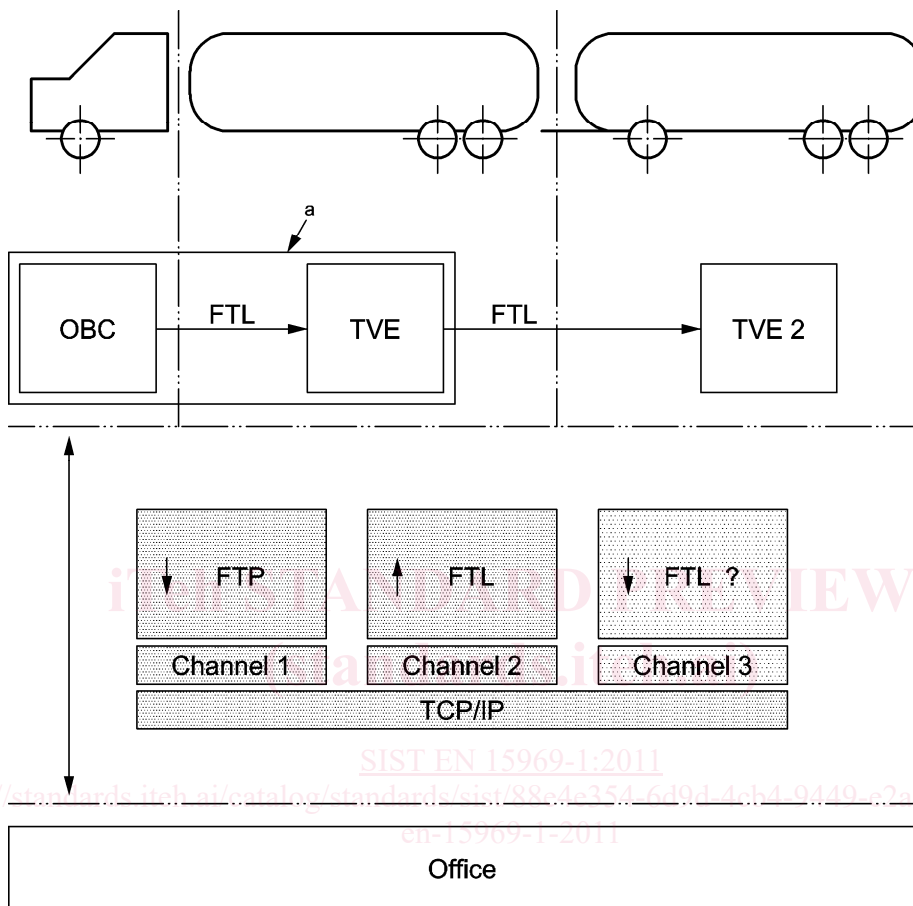 a
OBC
FTL
TVE
FTL
TVE 2
FTP
FTL
FTL ?
iTeh STANDARD PREVIEW
Channel 1
Channel 2
Channel 3
(standards.iteh.ai)
TCP/IP
SIST EN 15969-1:2011
//standards.iteh.ai/catalog/standards/sist/88e4e354-6d9d-4cb4-9449-c2a
en-15969-1-2011
Office